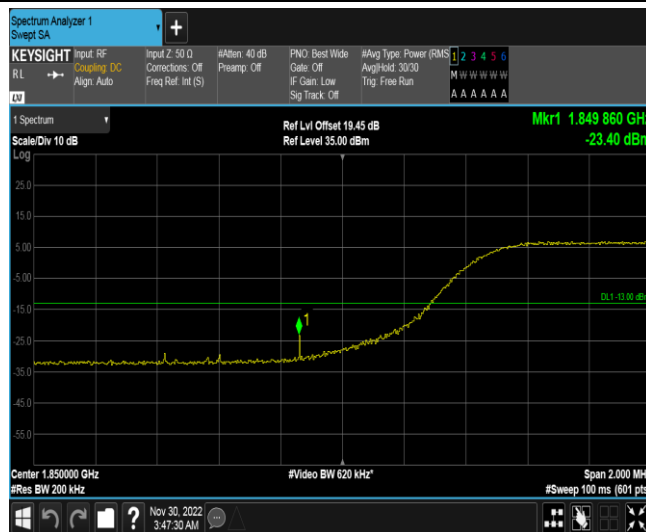 Spectrum Analyzer 1
Swept SA
+
KEYSIGHT
RL
LXI
Input: RF
Coupling: DC
Align: Auto
Input Z: 50 Ω
Corrections: Off
Freq Ref: Int (S)
#Atten: 40 dB
Preamp: Off
PNO: Best Wide
Gate: Off
IF Gain: Low
Sig Track: Off
#Avg Type: Power (RMS
Avg|Hold: 30/30
Trig: Free Run
1 2 3 4 5 6
M W W W W W
A A A A A A
1 Spectrum
Scale/Div 10 dB
Log
Ref Lvl Offset 19.45 dB
Ref Level 35.00 dBm
Mkr1 1.849 860 GHz
-23.40 dBm
25.0
15.0
5.00
-5.00
-15.0
-25.0
-35.0
-45.0
-55.0
DL1 -13.00 dBm
1
Center 1.850000 GHz
#Res BW 200 kHz
#Video BW 620 kHz*
Span 2.000 MH
#Sweep 100 ms (601 pts
?
Nov 30, 2022
3:47:30 AM